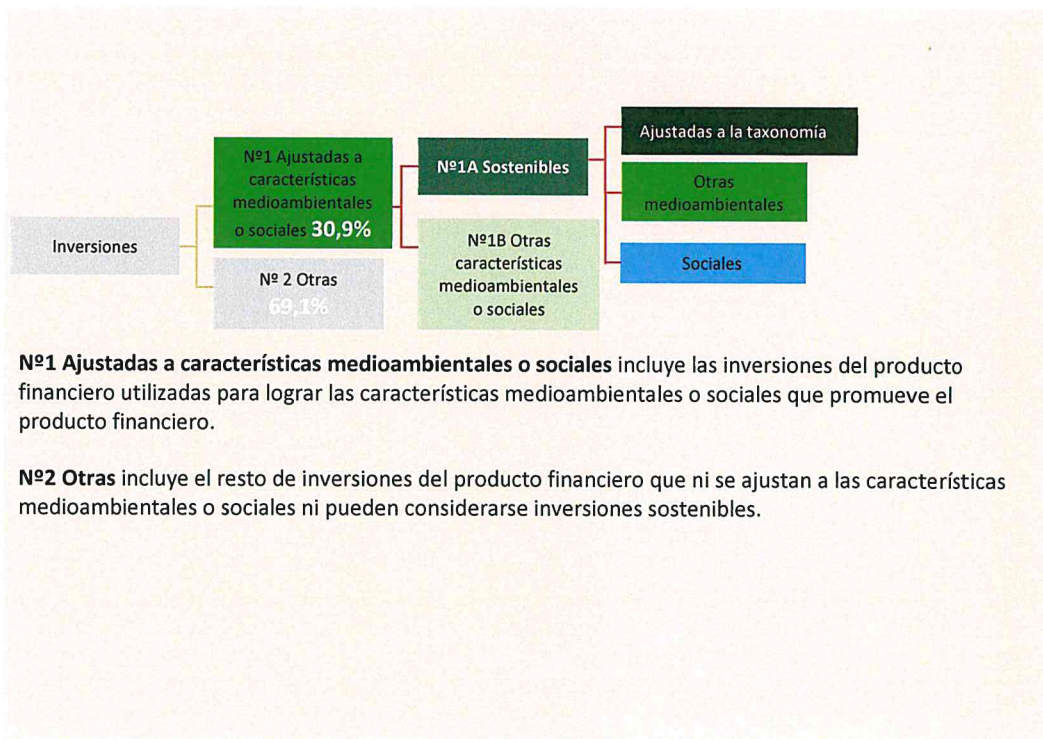 Inversiones
Nº1 Ajustadas a
características
medioambientales
o sociales 30,9%
Nº 2 Otras
69,1%
Nº1A Sostenibles
Nº1B Otras
características
medioambientales
o sociales
Ajustadas a la taxonomía
Otras
medioambientales
Sociales
Nº1 Ajustadas a características medioambientales o sociales incluye las inversiones del producto
financiero utilizadas para lograr las características medioambientales o sociales que promueve el
producto financiero.
Nº2 Otras incluye el resto de inversiones del producto financiero que ni se ajustan a las características
medioambientales o sociales ni pueden considerarse inversiones sostenibles.